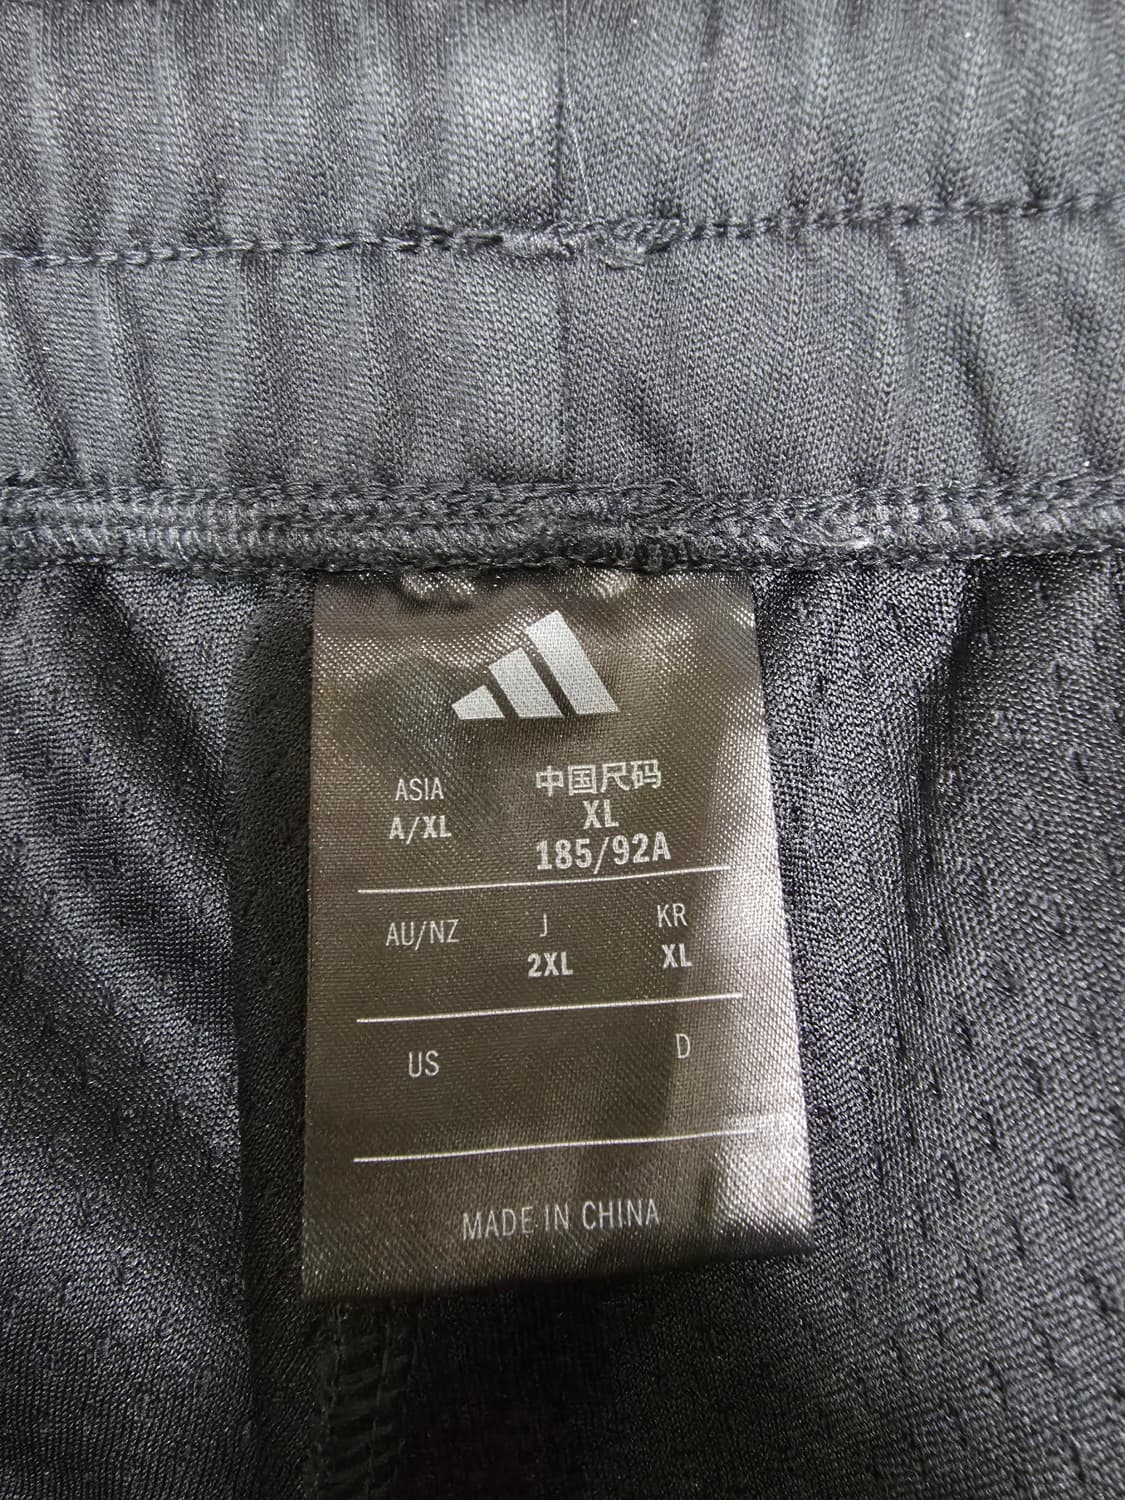 ASIA 中国尺码
A/XL XL
185/92A
AU/NZ J KR
2XL XL
US D
MADE IN CHINA